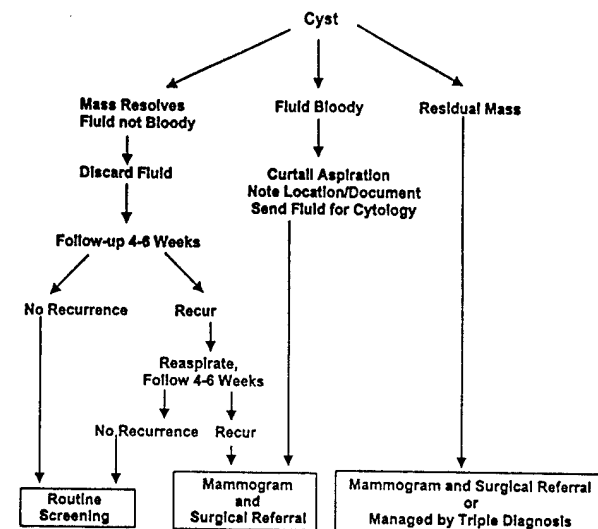 Cyst
Mass Resolves
Fluid not Bloody
Fluid Bloody
Residual Mass
Discard Fluid
Curtail Aspiration
Note Location/Document
Send Fluid for Cytology
Follow-up 4-6 Weeks
No Recurrence
Recur
Reaspirate,
Follow 4-6 Weeks
No Recurrence
Recur
Routine
Screening
Mammogram
and
Surgical Referral
Mammogram and Surgical Referral
or
Managed by Triple Diagnosis